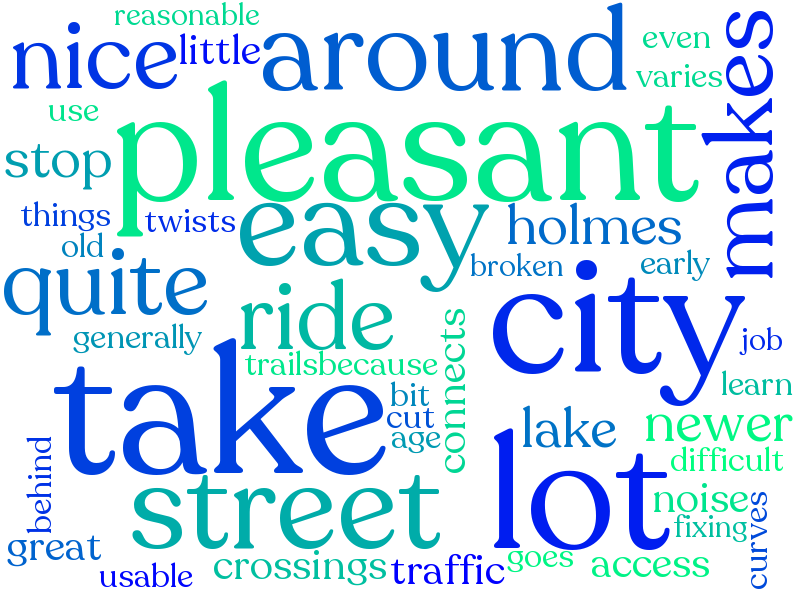 reasonable
nice
little
around
even
varies
makes
use
pleasant
stop
things
twists
easy
holmes
old
quite
broken
early
generally
ride
city
job
trailsbecause
connects
take
bit
cut
age
lake
learn
newer
difficult
behind
street
lot
noise
fixing
curves
great
usable
crossings
traffic
goes
access